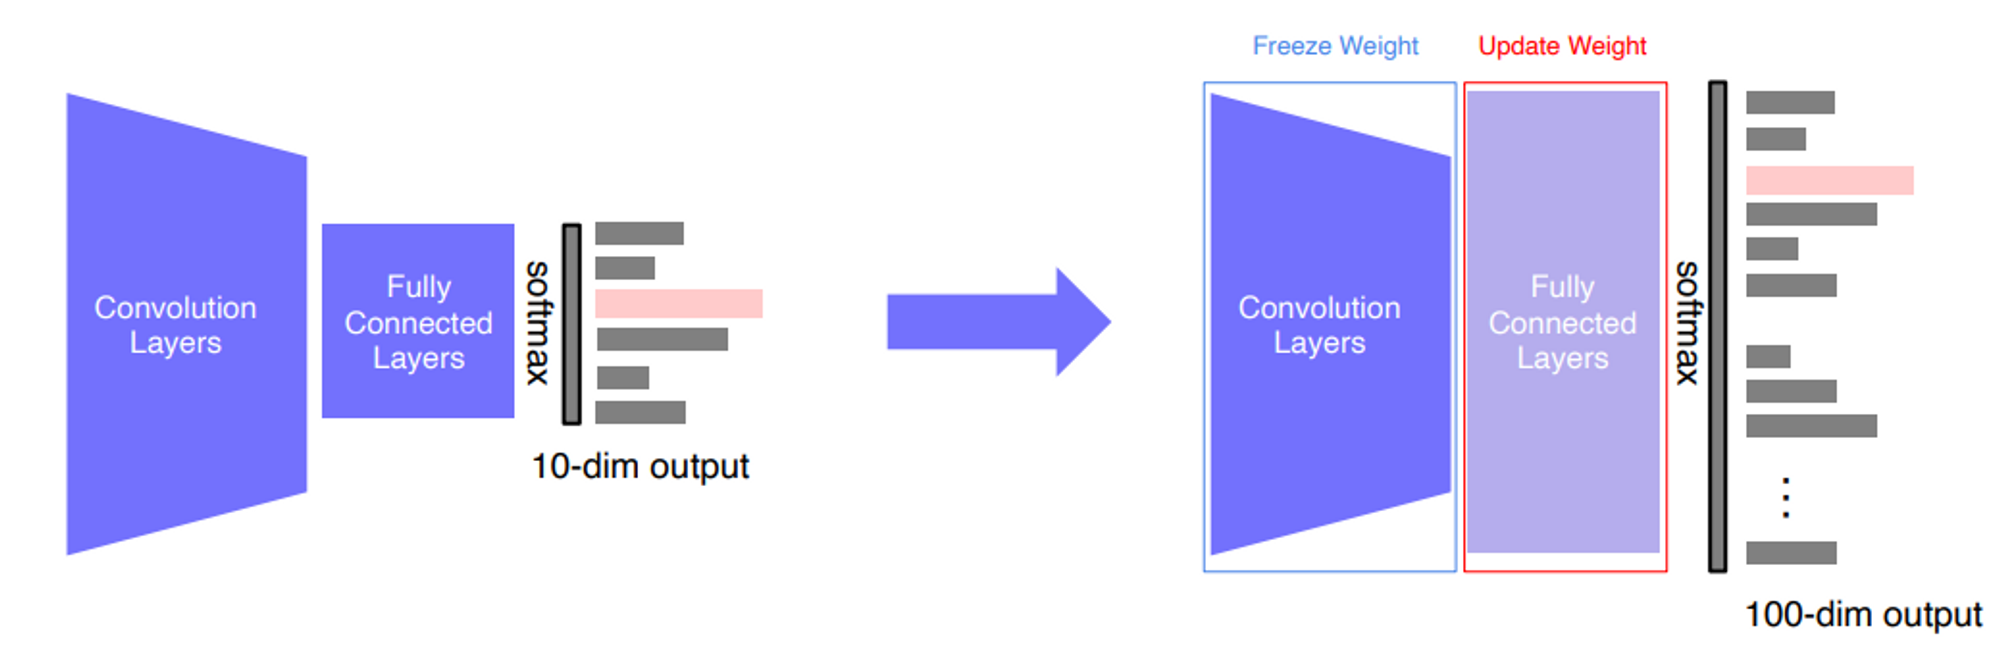 Freeze Weight
Update Weight
Convolution
Layers
Fully
Connected
Layers
softmax
10-dim output
Convolution
Layers
Fully
Connected
Layers
softmax
100-dim output